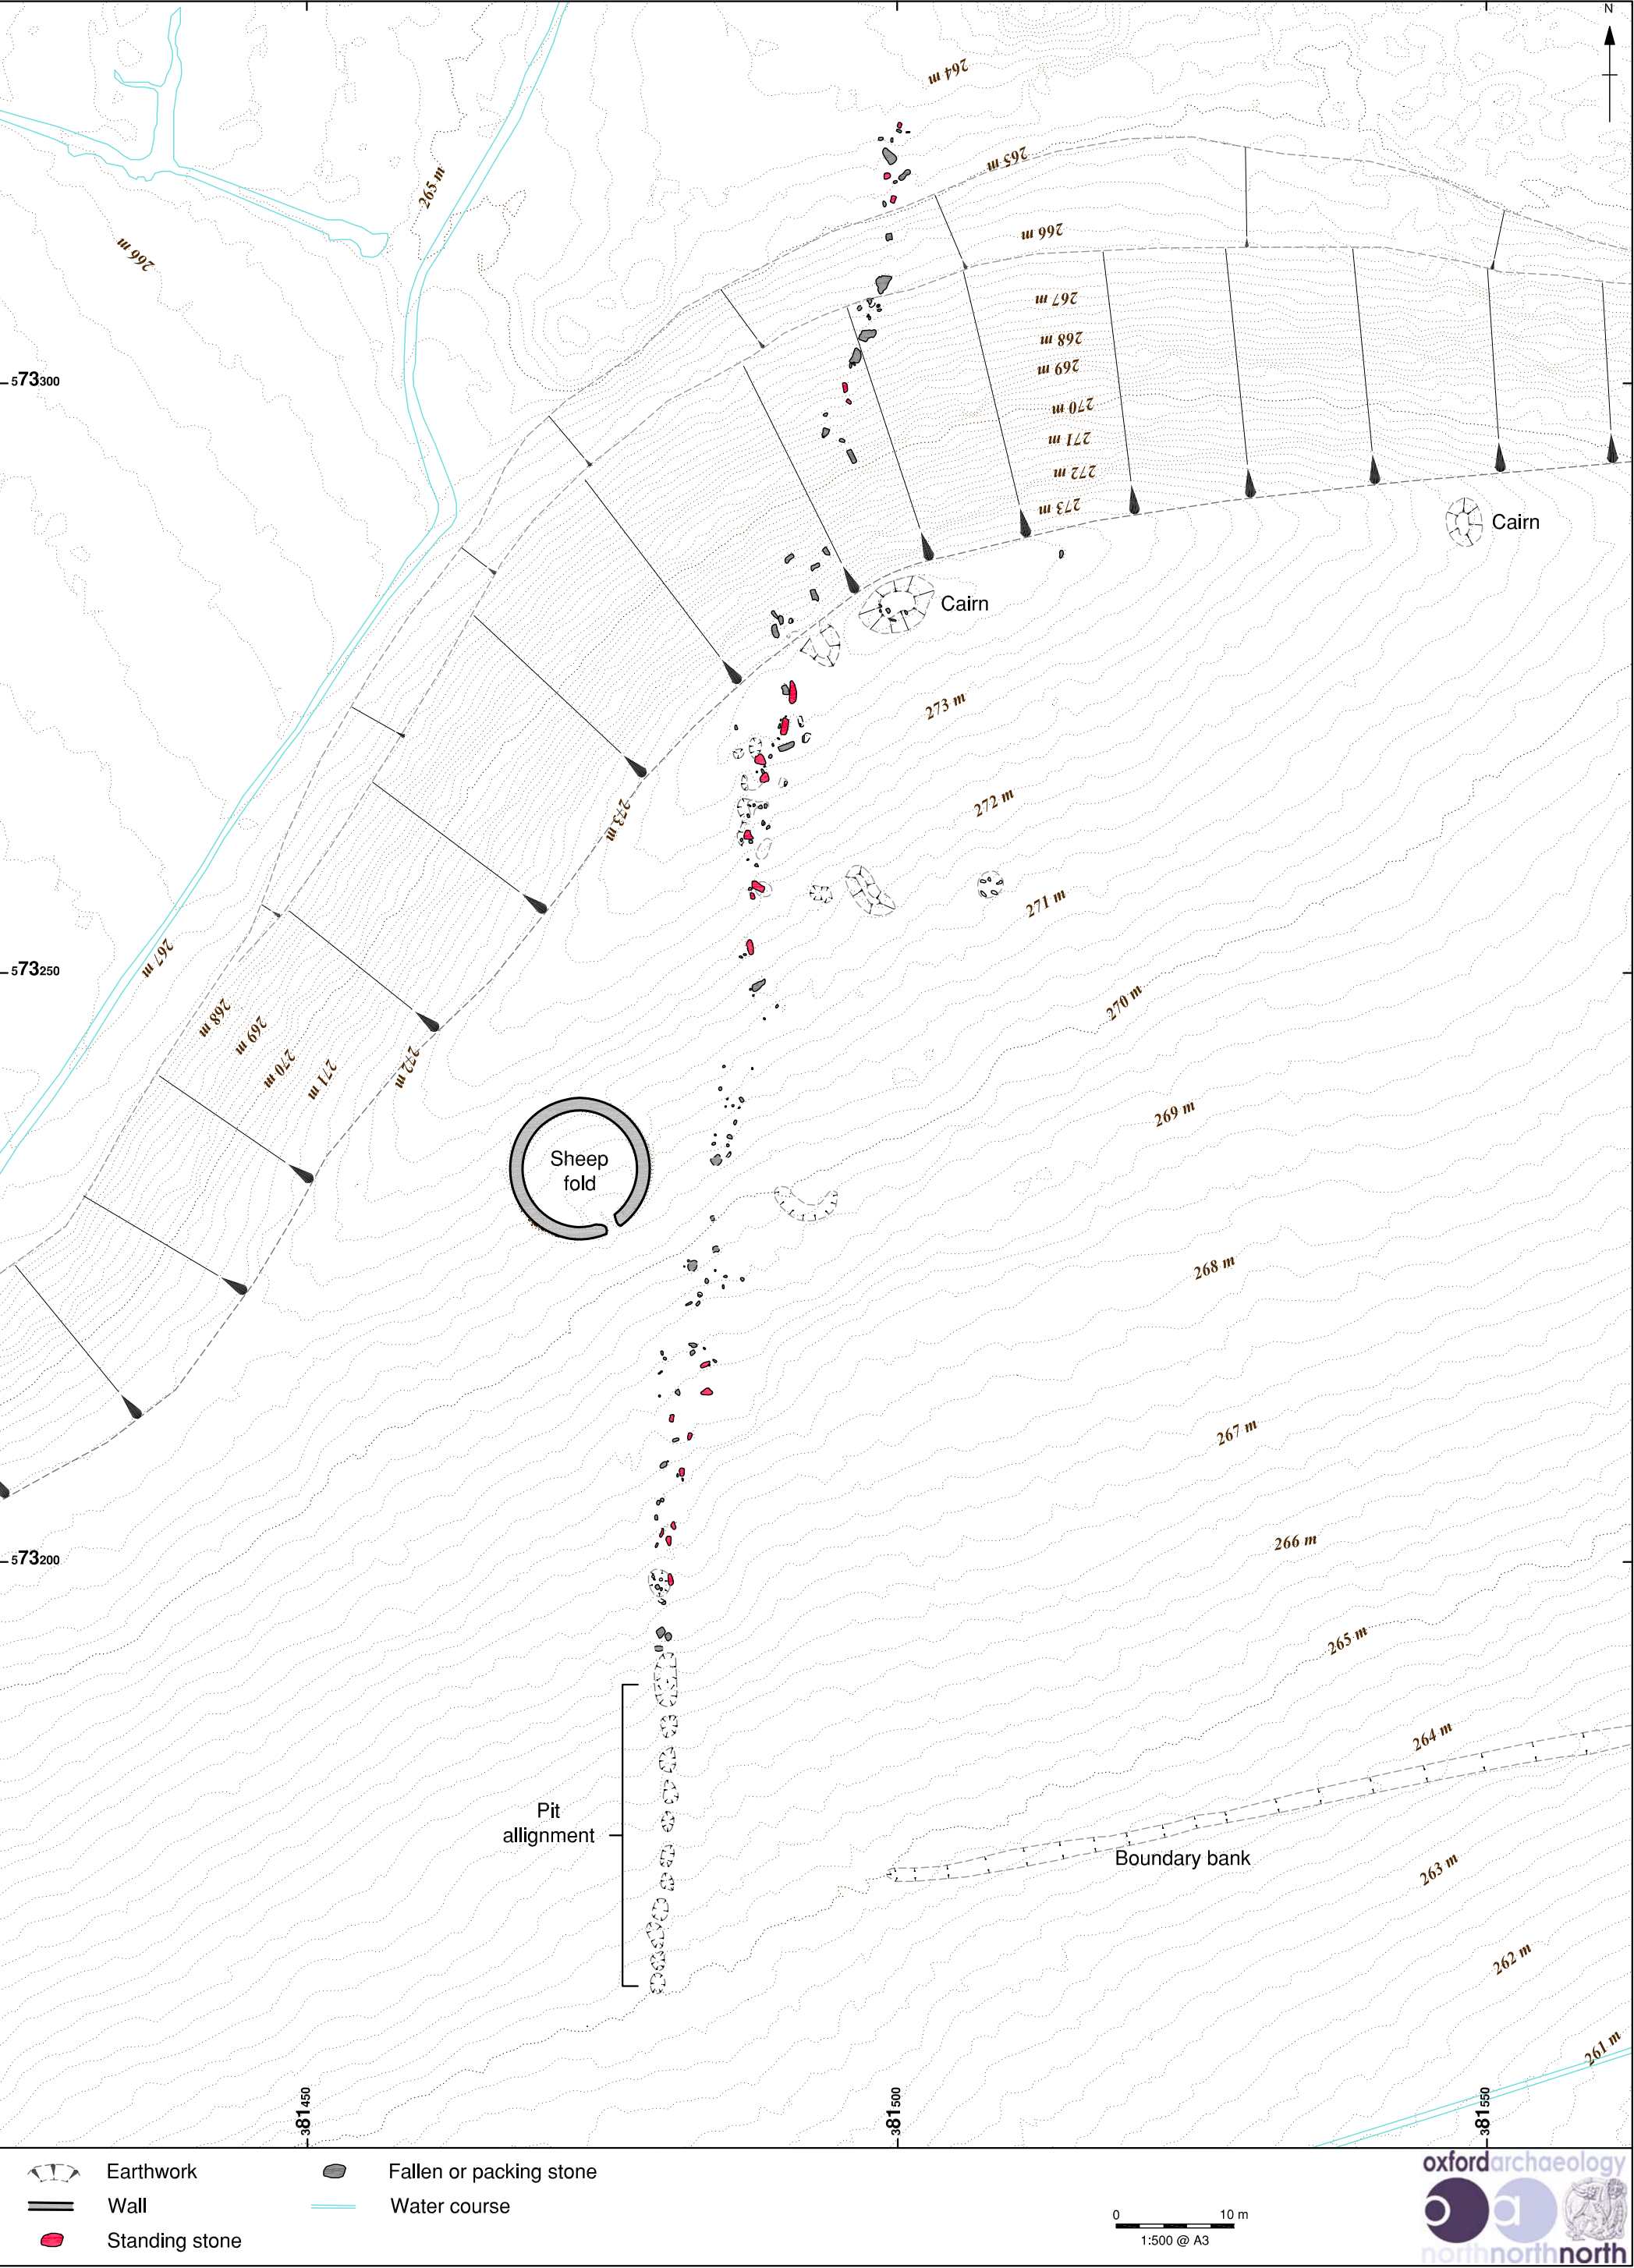 N
264 m
265 m
265 m
266 m
266 m
267 m
268 m
269 m
270 m
271 m
272 m
273 m
573300
Cairn
Cairn
273 m
273 m
272 m
271 m
573250
267 m
268 m
269 m
270 m
271 m
272 m
270 m
269 m
Sheep
fold
268 m
267 m
266 m
573200
265 m
264 m
Pit
allignment
Boundary bank
263 m
262 m
261 m
381450
381500
381550
Earthwork
Fallen or packing stone
Wall
Water course
Standing stone
0 10 m
1:500 @ A3
oxfordarchaeology
oa
northnorthnorth